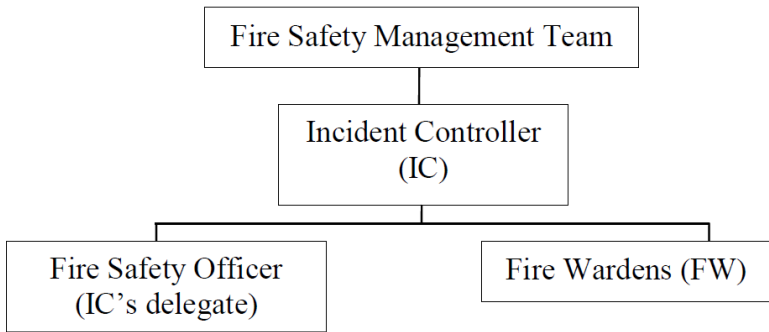 Fire Safety Management Team
Incident Controller
(IC)
Fire Safety Officer
(IC’s delegate)
Fire Wardens (FW)